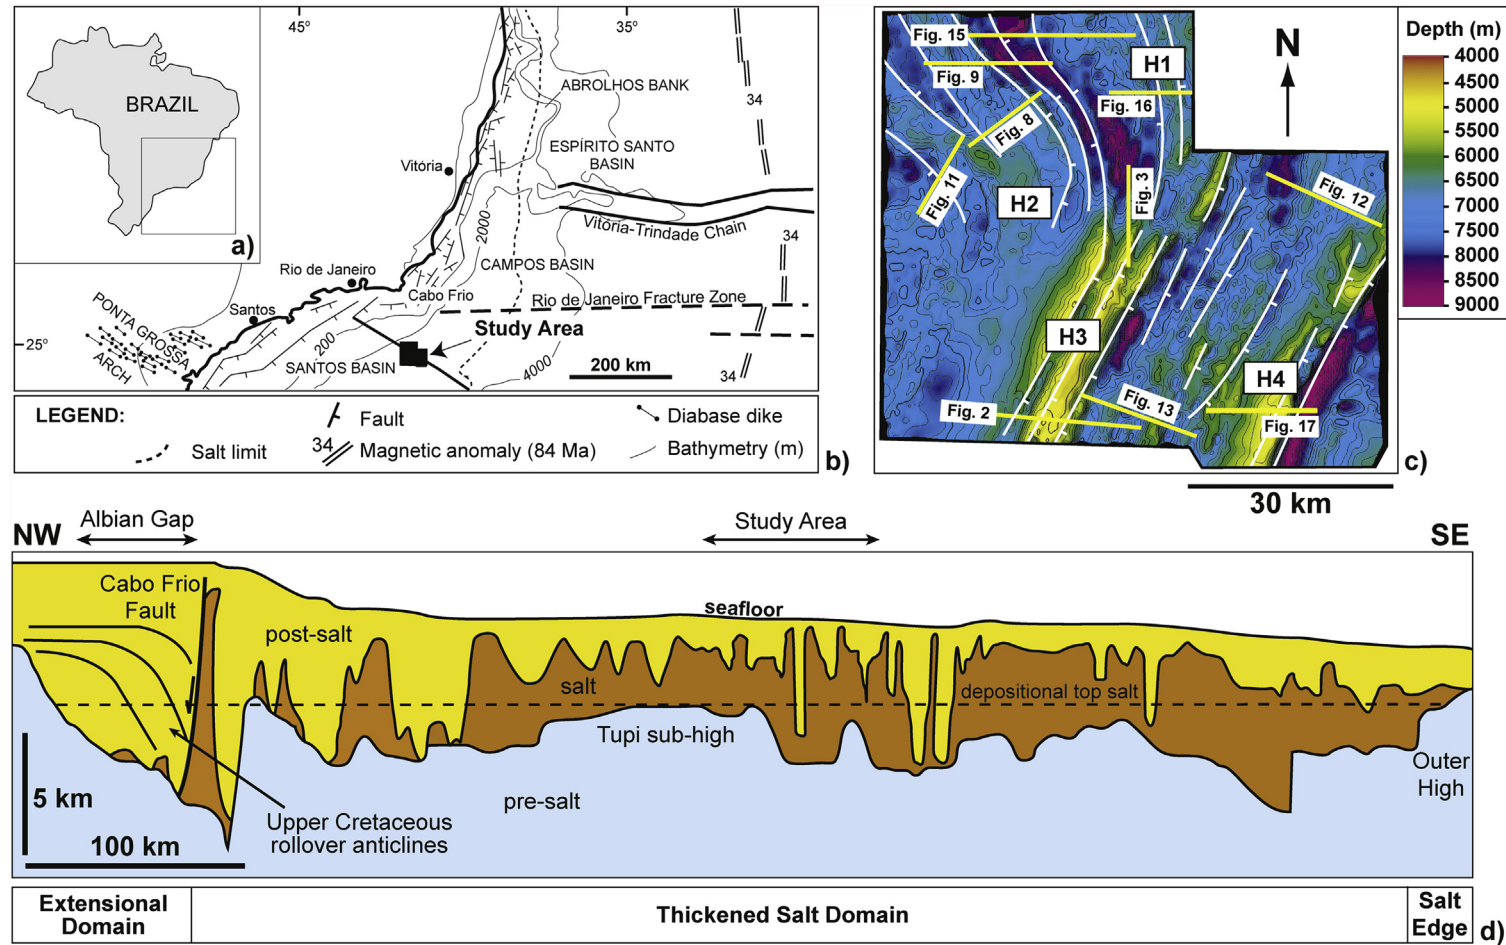 BRAZIL
a)
45°
35°
ABROLHOS BANK
34
ESPÍRITO SANTO
BASIN
Vitória
Vitória-Trindade Chain
2000
34
CAMPOS BASIN
Rio de Janeiro
Cabo Frio
Rio de Janeiro Fracture Zone
Santos
PONTA GROSSA
ARCH
200
Study Area
25°
SANTOS BASIN
4000
200 km
34
LEGEND:
Fault
Diabase dike
Salt limit
34
Magnetic anomaly (84 Ma)
Bathymetry (m)
b)
Fig. 15
H1
Fig. 9
Fig. 16
Fig. 8
Fig. 11
H2
Fig. 3
Fig. 12
H3
H4
Fig. 2
Fig. 13
Fig. 17
N
30 km
c)
Depth (m)
4000
4500
5000
5500
6000
6500
7000
7500
8000
8500
9000
NW
Albian Gap
Study Area
SE
Cabo Frio
Fault
seafloor
post-salt
salt
depositional top salt
Tupi sub-high
Outer
High
pre-salt
5 km
Upper Cretaceous
rollover anticlines
100 km
Extensional
Domain
Thickened Salt Domain
Salt
Edge
d)